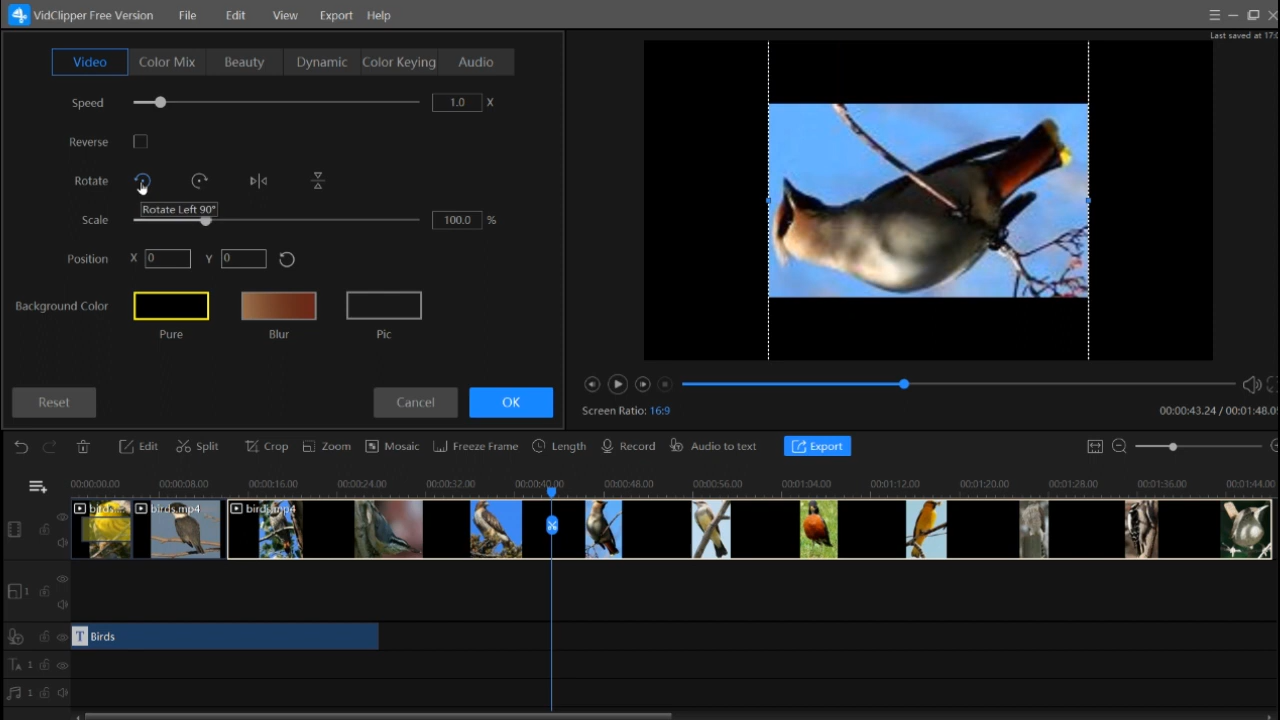 VidClipper Free Version File Edit View Export Help
Last saved at 17:0
Video Color Mix Beauty Dynamic Color Keying Audio
Speed 1.0 X
Reverse
Rotate
Rotate Left 90°
Scale 100.0 %
Position X 0 Y 0
Background Color
Pure Blur Pic
Reset Cancel OK
Screen Ratio: 16:9 00:00:43.24 / 00:01:48.0
Edit Split Crop Zoom Mosaic Freeze Frame Length Record Audio to text Export
00:00:00.00 00:00:08.00 00:00:16.00 00:00:24.00 00:00:32.00 00:00:40.00 00:00:48.00 00:00:56.00 00:01:04.00 00:01:12.00 00:01:20.00 00:01:28.00 00:01:36.00 00:01:44.00
birds.mp4 birds.mp4
1
T Birds
TA 1
1